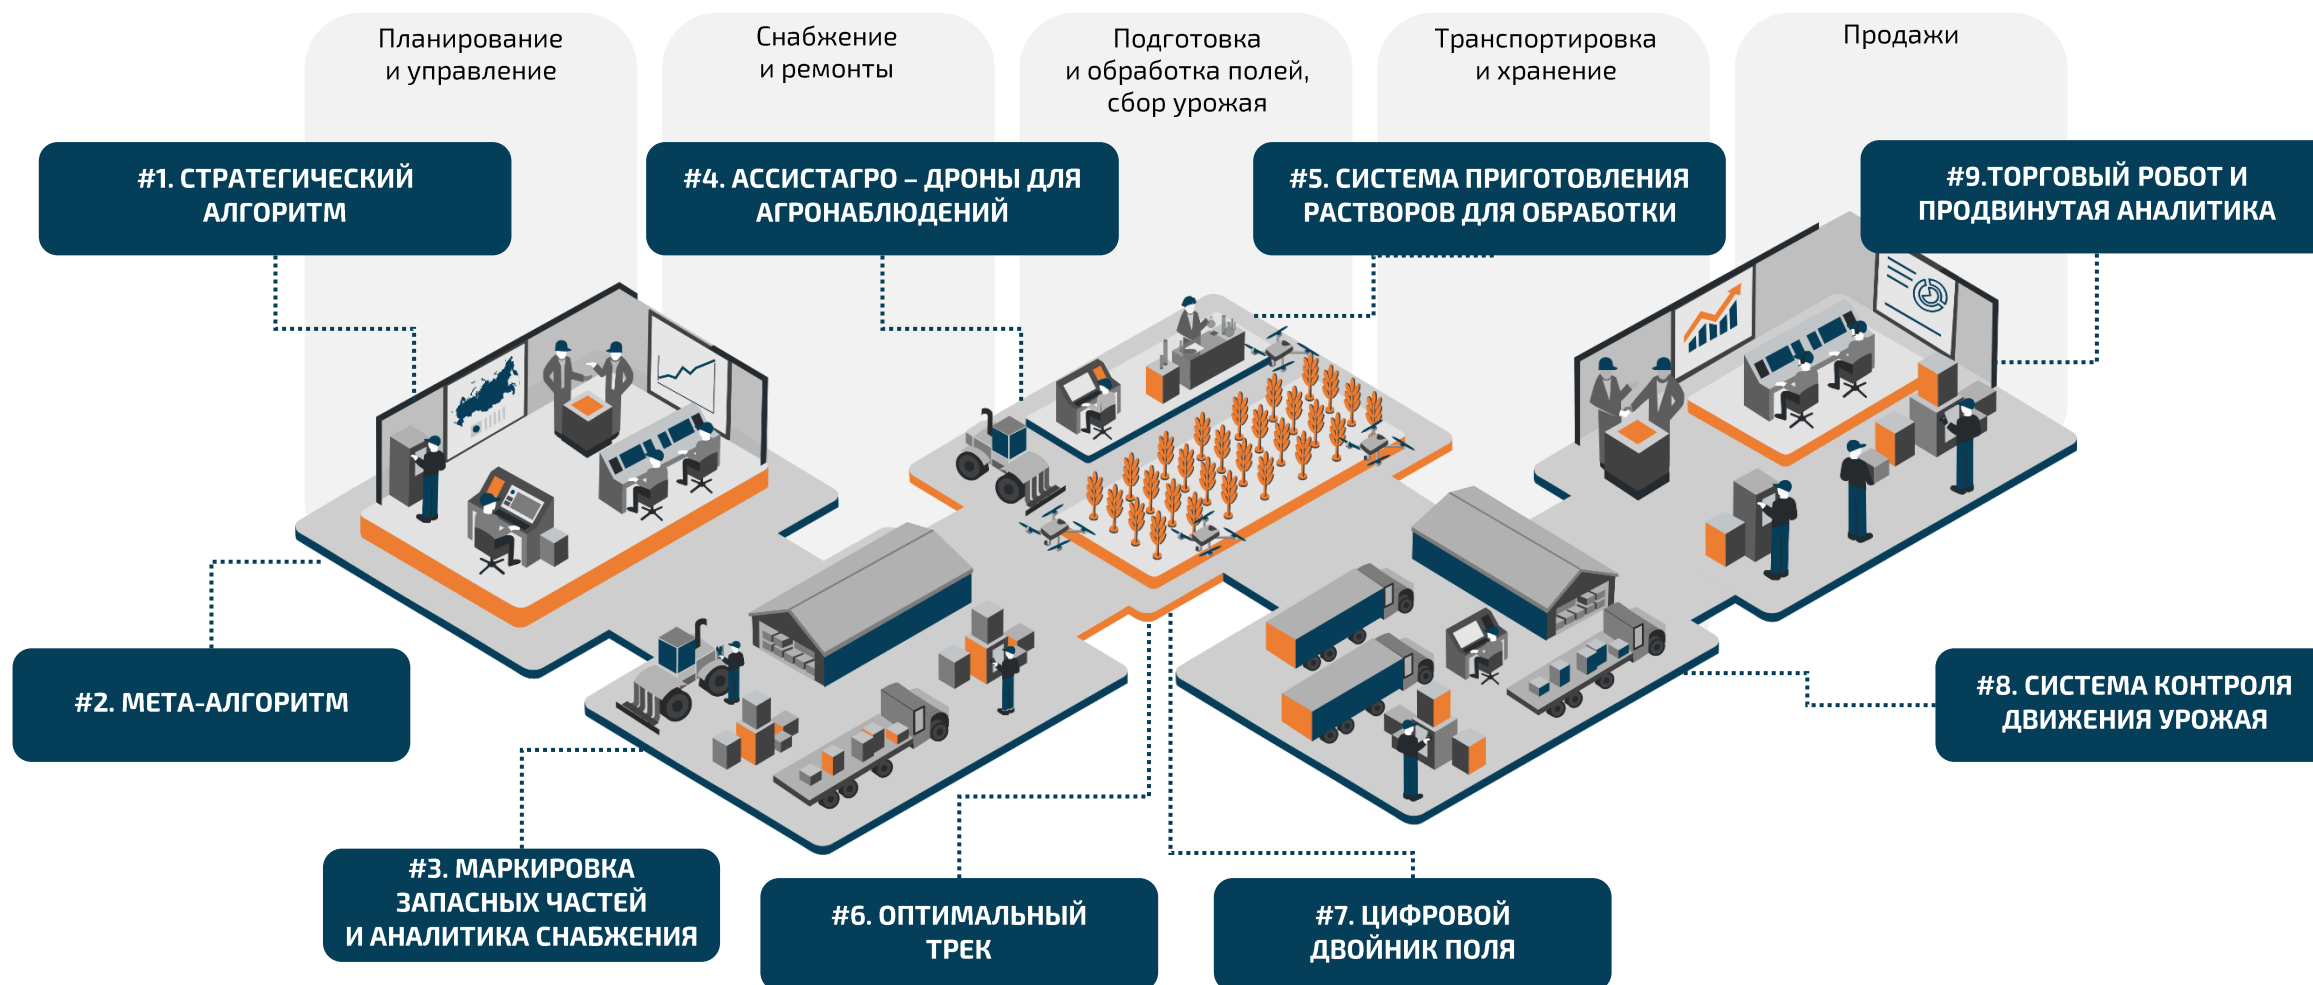 Планирование
и управление
Снабжение
и ремонты
Подготовка
и обработка полей,
сбор урожая
Транспортировка
и хранение
Продажи
#1. СТРАТЕГИЧЕСКИЙ
АЛГОРИТМ
#4. АССИСТАГРО – ДРОНЫ ДЛЯ
АГРОНАБЛЮДЕНИЙ
#5. СИСТЕМА ПРИГОТОВЛЕНИЯ
РАСТВОРОВ ДЛЯ ОБРАБОТКИ
#9.ТОРГОВЫЙ РОБОТ И
ПРОДВИНУТАЯ АНАЛИТИКА
#2. МЕТА-АЛГОРИТМ
#8. СИСТЕМА КОНТРОЛЯ
ДВИЖЕНИЯ УРОЖАЯ
#3. МАРКИРОВКА
ЗАПАСНЫХ ЧАСТЕЙ
И АНАЛИТИКА СНАБЖЕНИЯ
#6. ОПТИМАЛЬНЫЙ
ТРЕК
#7. ЦИФРОВОЙ
ДВОЙНИК ПОЛЯ